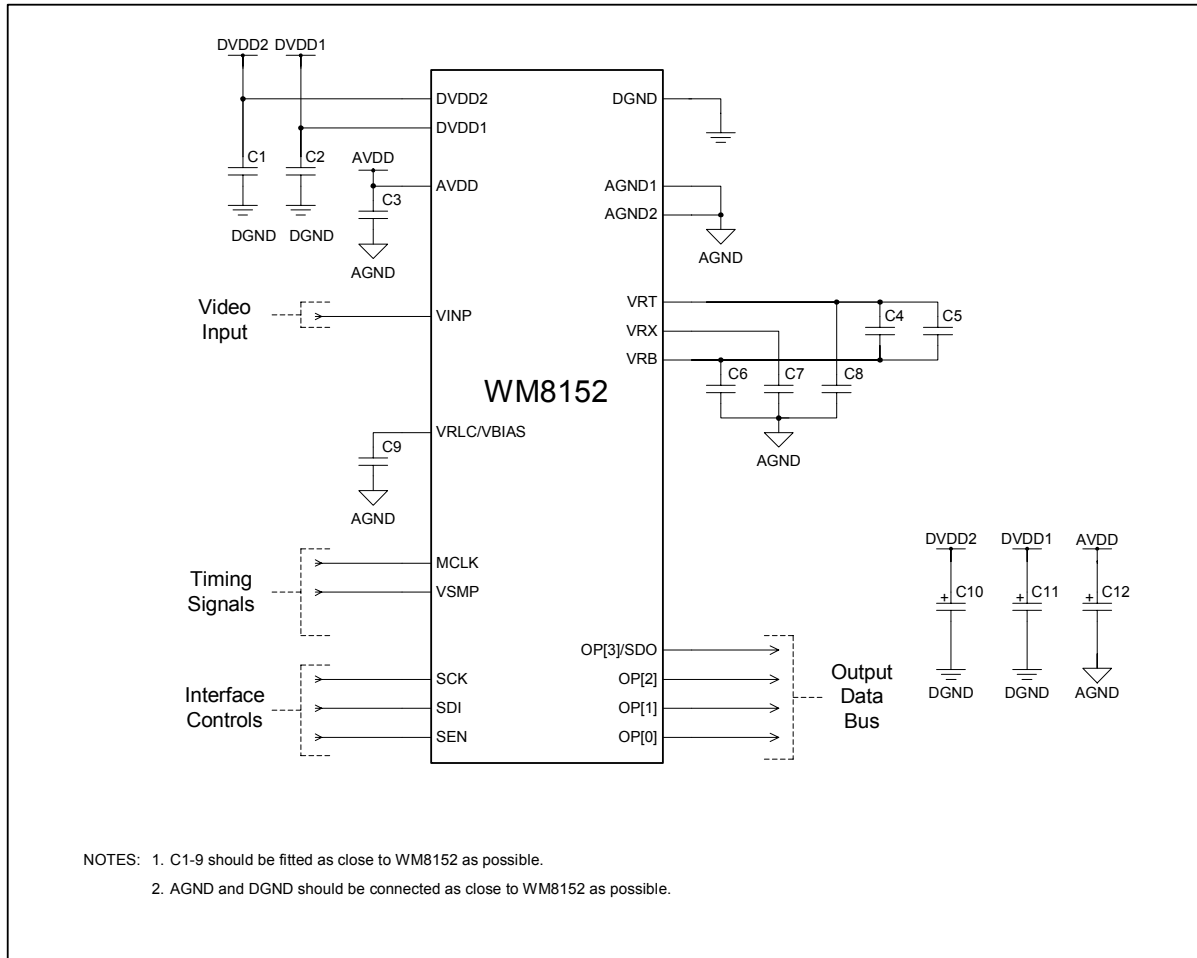 DVDD2 DVDD1
DVDD2
DGND
DVDD1
C1
C2
AVDD
AVDD
AGND1
C3
AGND2
DGND
DGND
AGND
AGND
VRT
Video
Input
VINP
C4
C5
VRX
VRB
C6
C7
C8
WM8152
VRLC/VBIAS
C9
AGND
AGND
DVDD2
DVDD1
AVDD
MCLK
Timing
Signals
VSMP
+
C10
+
C11
+
C12
OP[3]/SDO
Interface
Controls
SCK
OP[2]
Output
Data
Bus
DGND
DGND
AGND
SDI
OP[1]
SEN
OP[0]
NOTES: 1. C1-9 should be fitted as close to WM8152 as possible.
2. AGND and DGND should be connected as close to WM8152 as possible.